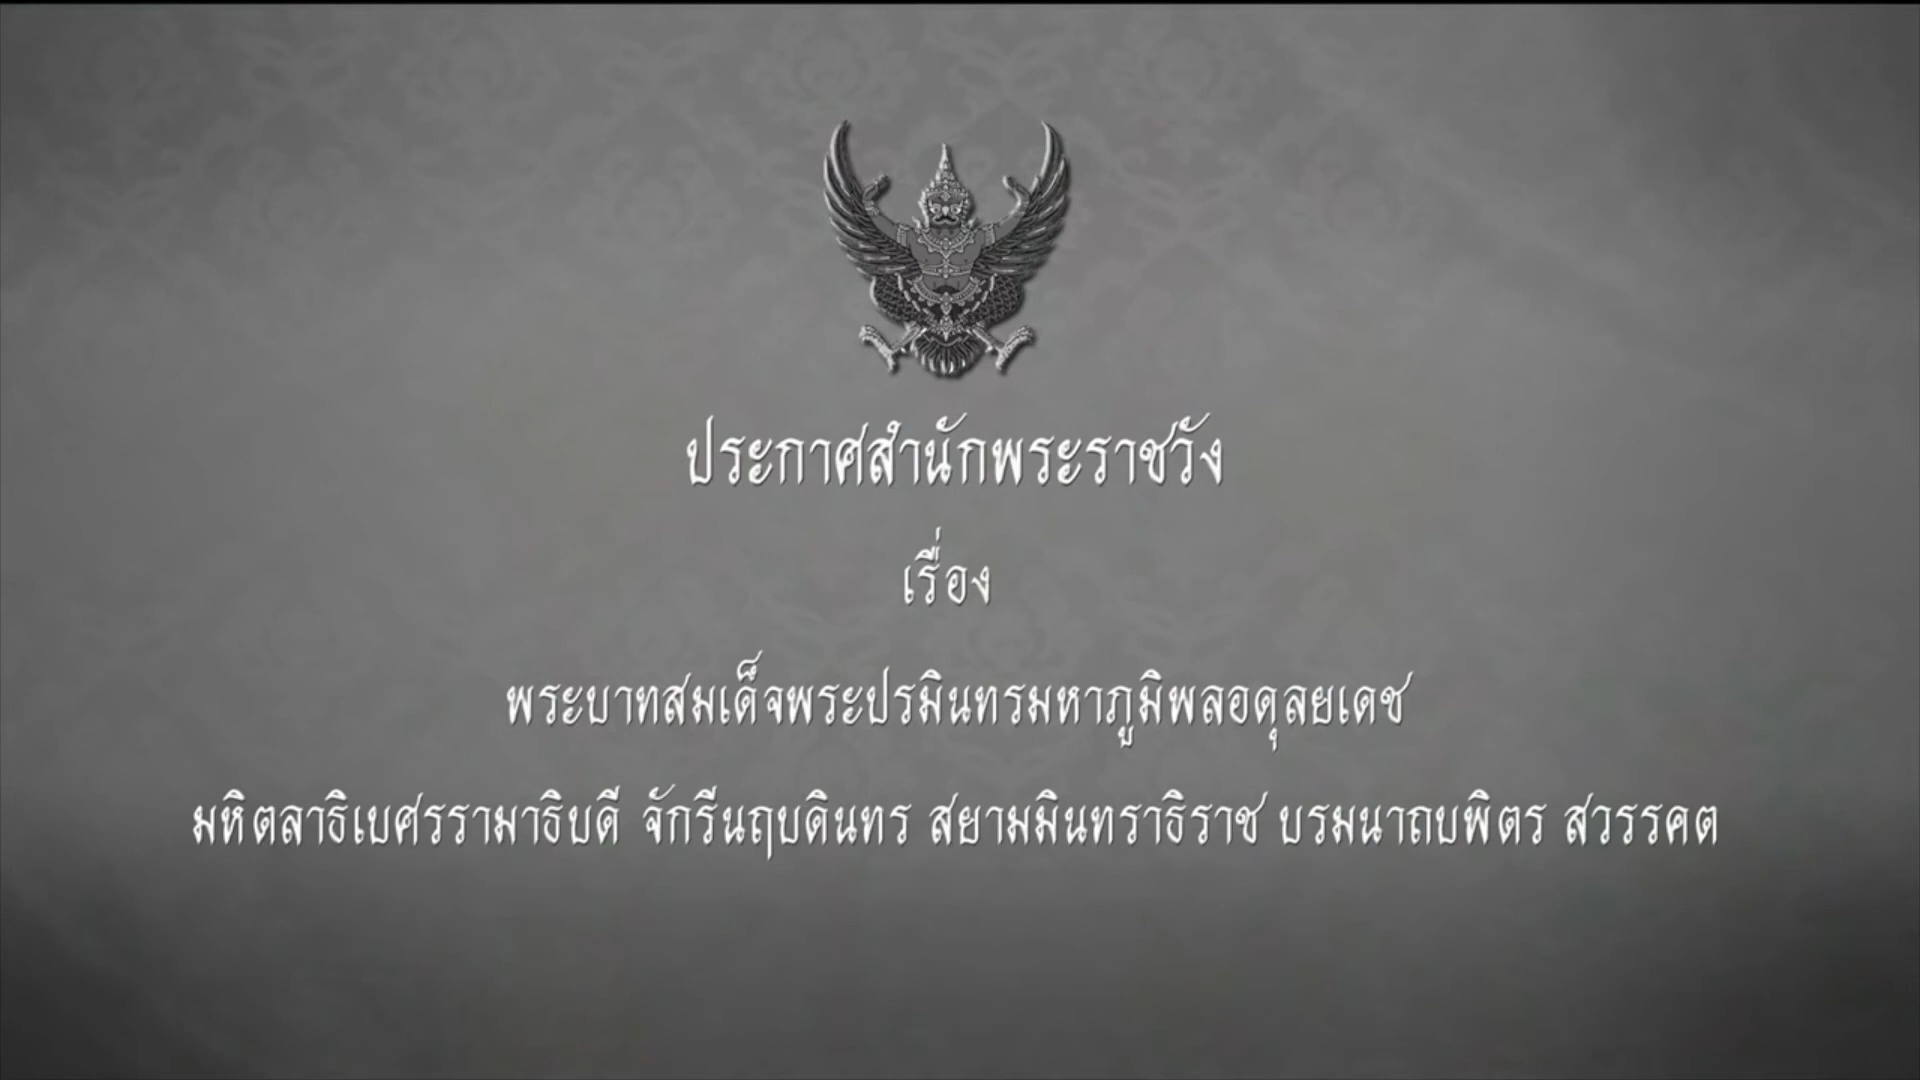 ประกาศสำนักพระราชวัง
เรื่อง
พระบาทสมเด็จพระปรมินทรมหาภูมิพลอดุลยเดช
มหิตลาธิเบศรรามาธิบดี จักรีนฤบดินทร สยามมินทราธิราช บรมนาถบพิตร สวรรคต